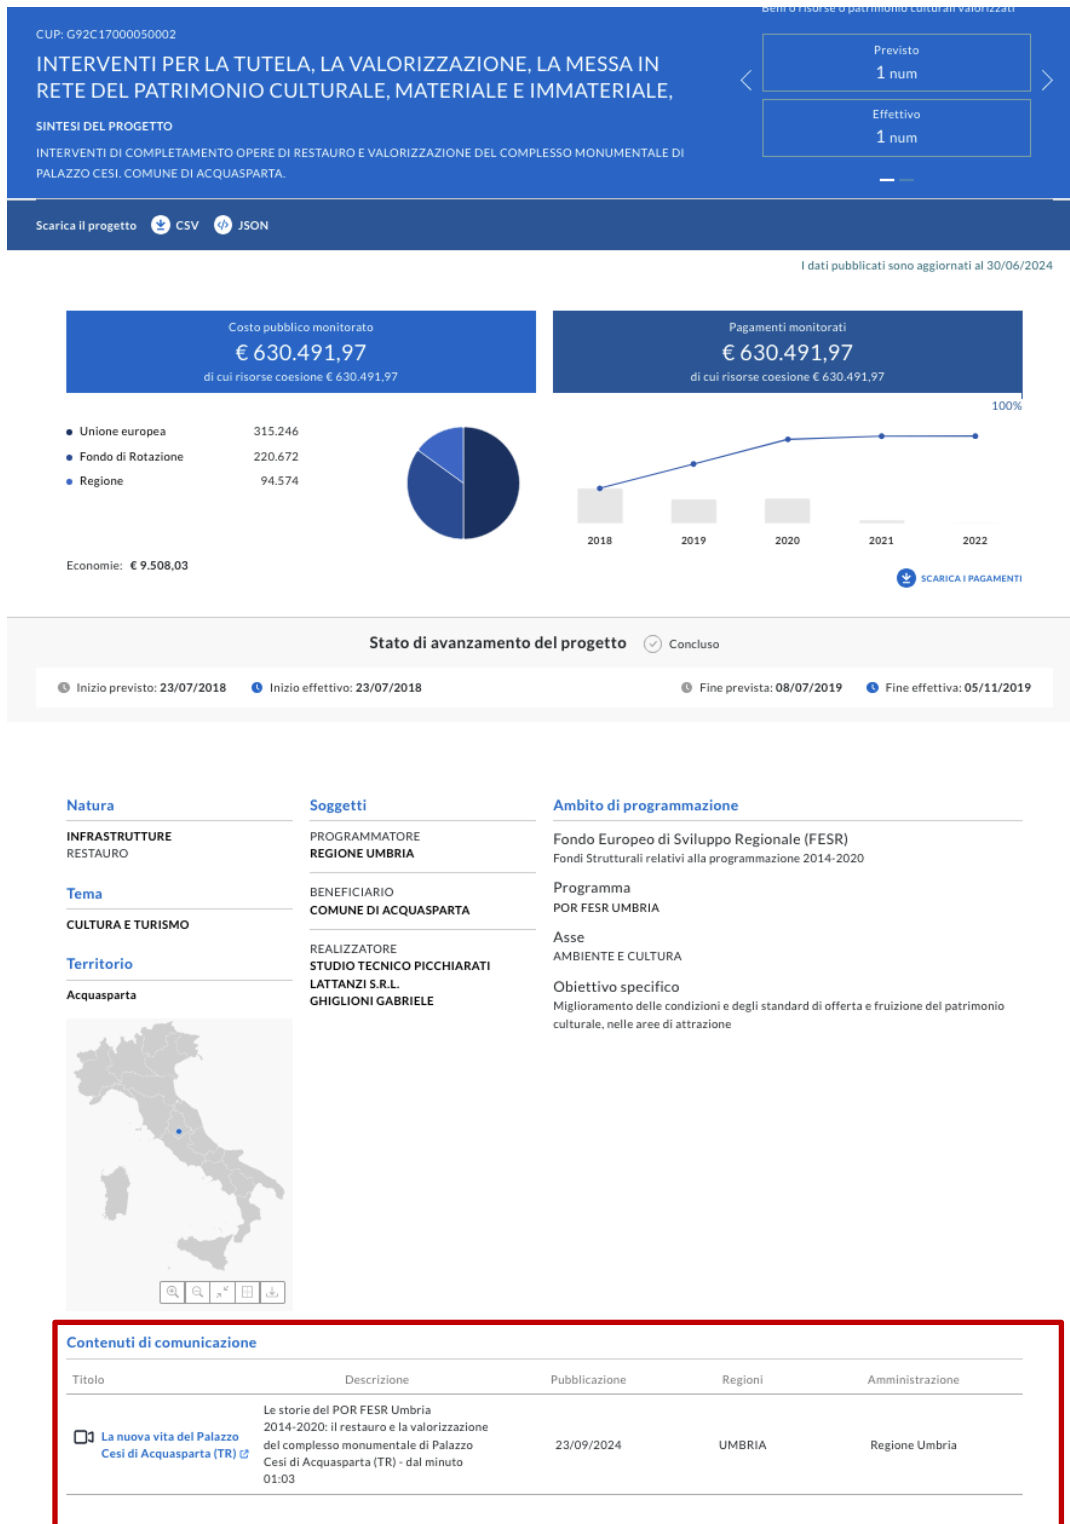 Beni o risorse o patrimonio culturali valorizzati
CUP: G92C17000050002
INTERVENTI PER LA TUTELA, LA VALORIZZAZIONE, LA MESSA IN
RETE DEL PATRIMONIO CULTURALE, MATERIALE E IMMATERIALE,
SINTESI DEL PROGETTO
INTERVENTI DI COMPLETAMENTO OPERE DI RESTAURO E VALORIZZAZIONE DEL COMPLESSO MONUMENTALE DI
PALAZZO CESI. COMUNE DI ACQUASPARTA.
Previsto
1 num
Effettivo
1 num
Scarica il progetto CSV JSON
I dati pubblicati sono aggiornati al 30/06/2024
Costo pubblico monitorato
€ 630.491,97
di cui risorse coesione € 630.491,97
Pagamenti monitorati
€ 630.491,97
di cui risorse coesione € 630.491,97
100%
Unione europea 315.246
Fondo di Rotazione 220.672
Regione 94.574
Economie: € 9.508,03
2018 2019 2020 2021 2022
SCARICA I PAGAMENTI
Stato di avanzamento del progetto Concluso
Inizio previsto: 23/07/2018 Inizio effettivo: 23/07/2018 Fine prevista: 08/07/2019 Fine effettiva: 05/11/2019
Natura
INFRASTRUTTURE
RESTAURO
Tema
CULTURA E TURISMO
Territorio
Acquasparta
Soggetti
PROGRAMMATORE
REGIONE UMBRIA
BENEFICIARIO
COMUNE DI ACQUASPARTA
REALIZZATORE
STUDIO TECNICO PICCHIARATI
LATTANZI S.R.L.
GHIGLIONI GABRIELE
Ambito di programmazione
Fondo Europeo di Sviluppo Regionale (FESR)
Fondi Strutturali relativi alla programmazione 2014-2020
Programma
POR FESR UMBRIA
Asse
AMBIENTE E CULTURA
Obiettivo specifico
Miglioramento delle condizioni e degli standard di offerta e fruizione del patrimonio
culturale, nelle aree di attrazione
Contenuti di comunicazione
Titolo Descrizione Pubblicazione Regioni Amministrazione
La nuova vita del Palazzo
Cesi di Acquasparta (TR)
Le storie del POR FESR Umbria
2014-2020: il restauro e la valorizzazione
del complesso monumentale di Palazzo
Cesi di Acquasparta (TR) - dal minuto
01:03
23/09/2024
UMBRIA
Regione Umbria